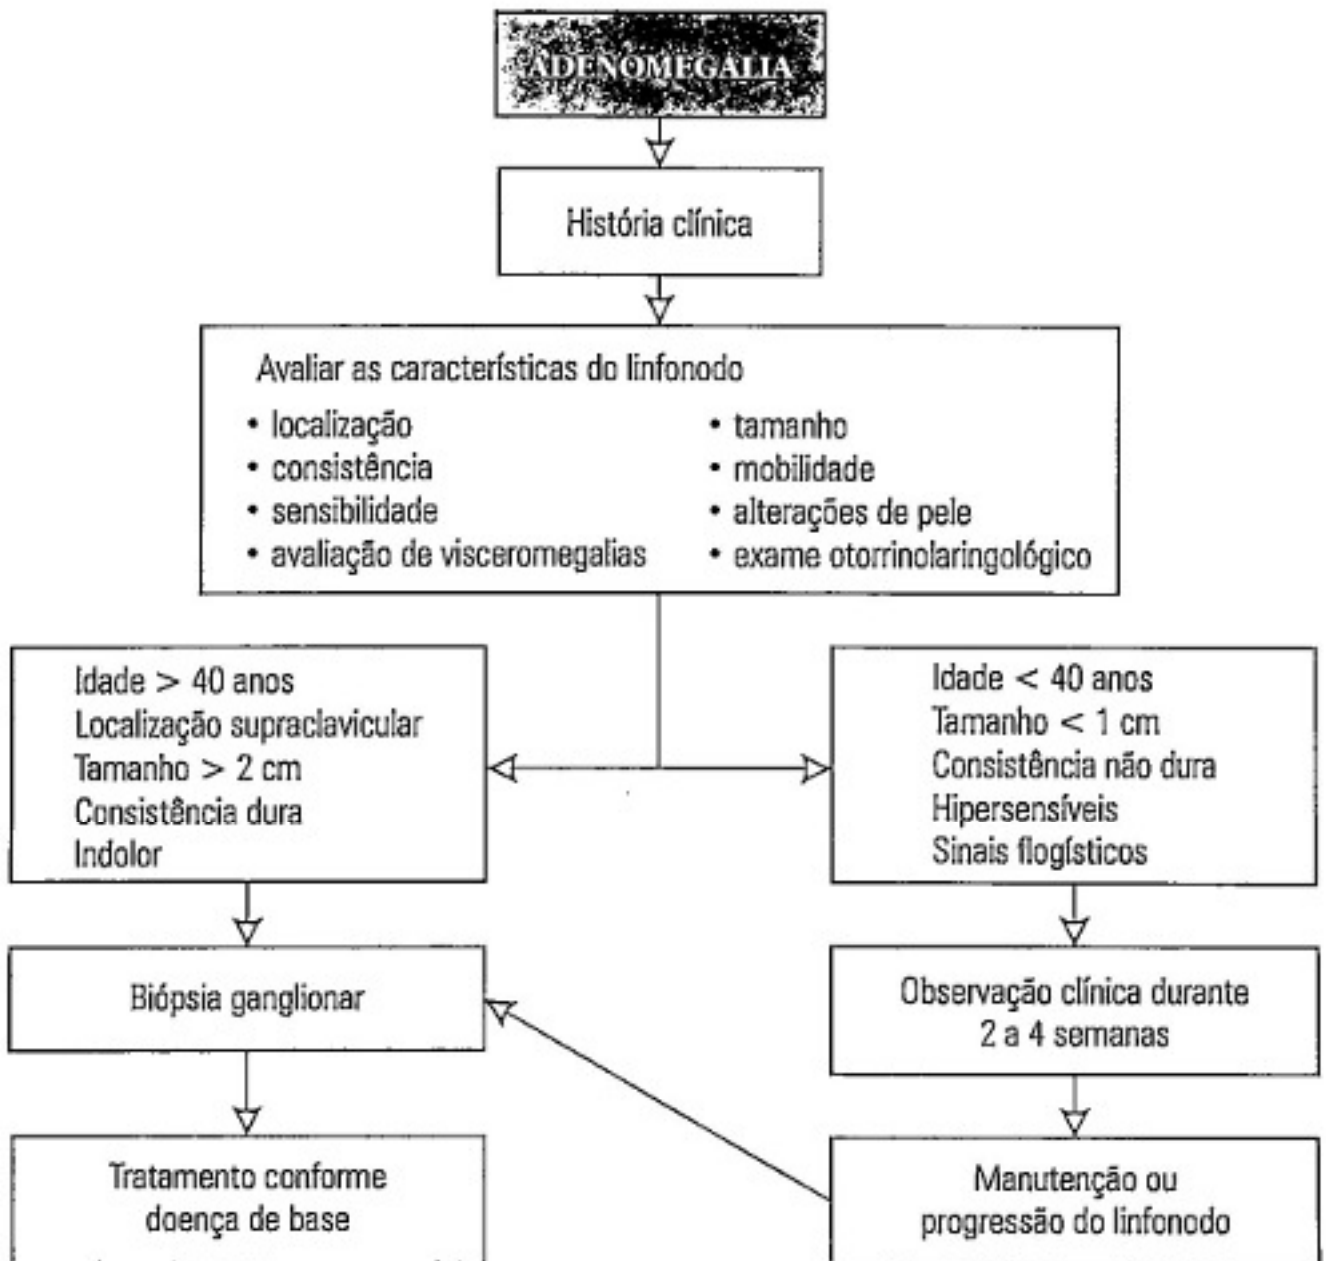 ADENOMEGALIA
História clínica
Avaliar as características do linfonodo
• localização
• consistência
• sensibilidade
• avaliação de visceromegalias
• tamanho
• mobilidade
• alterações de pele
• exame otorrinolaringológico
Idade > 40 anos
Localização supraclavicular
Tamanho > 2 cm
Consistência dura
Indolor
Idade < 40 anos
Tamanho < 1 cm
Consistência não dura
Hipersensíveis
Sinais flogísticos
Biópsia ganglionar
Observação clínica durante
2 a 4 semanas
Tratamento conforme
doença de base
Manutenção ou
progressão do linfonodo